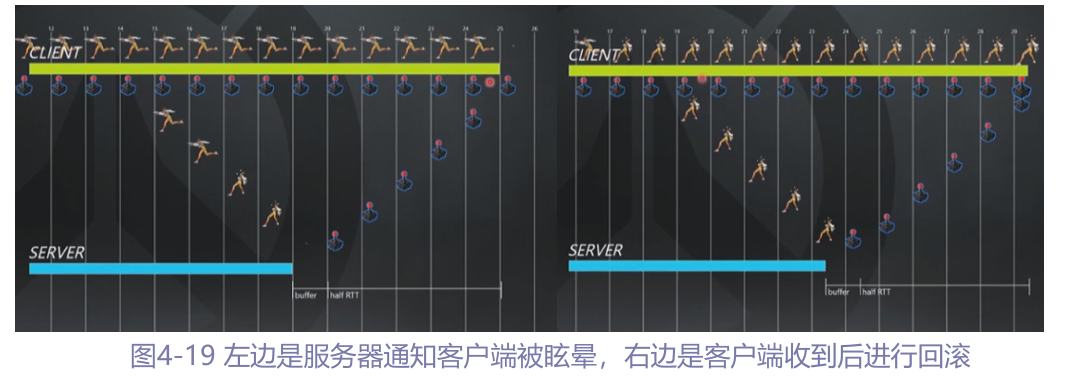 12 13 14 15 16 17 18 19 20 21 22 23 24 25 26
CLIENT
SERVER
buffer half RTT
16 17 18 19 20 21 22 23 24 25 26 27 28 29
CLIENT
SERVER
buffer half RTT
图4-19 左边是服务器通知客户端被眩晕，右边是客户端收到后进行回滚